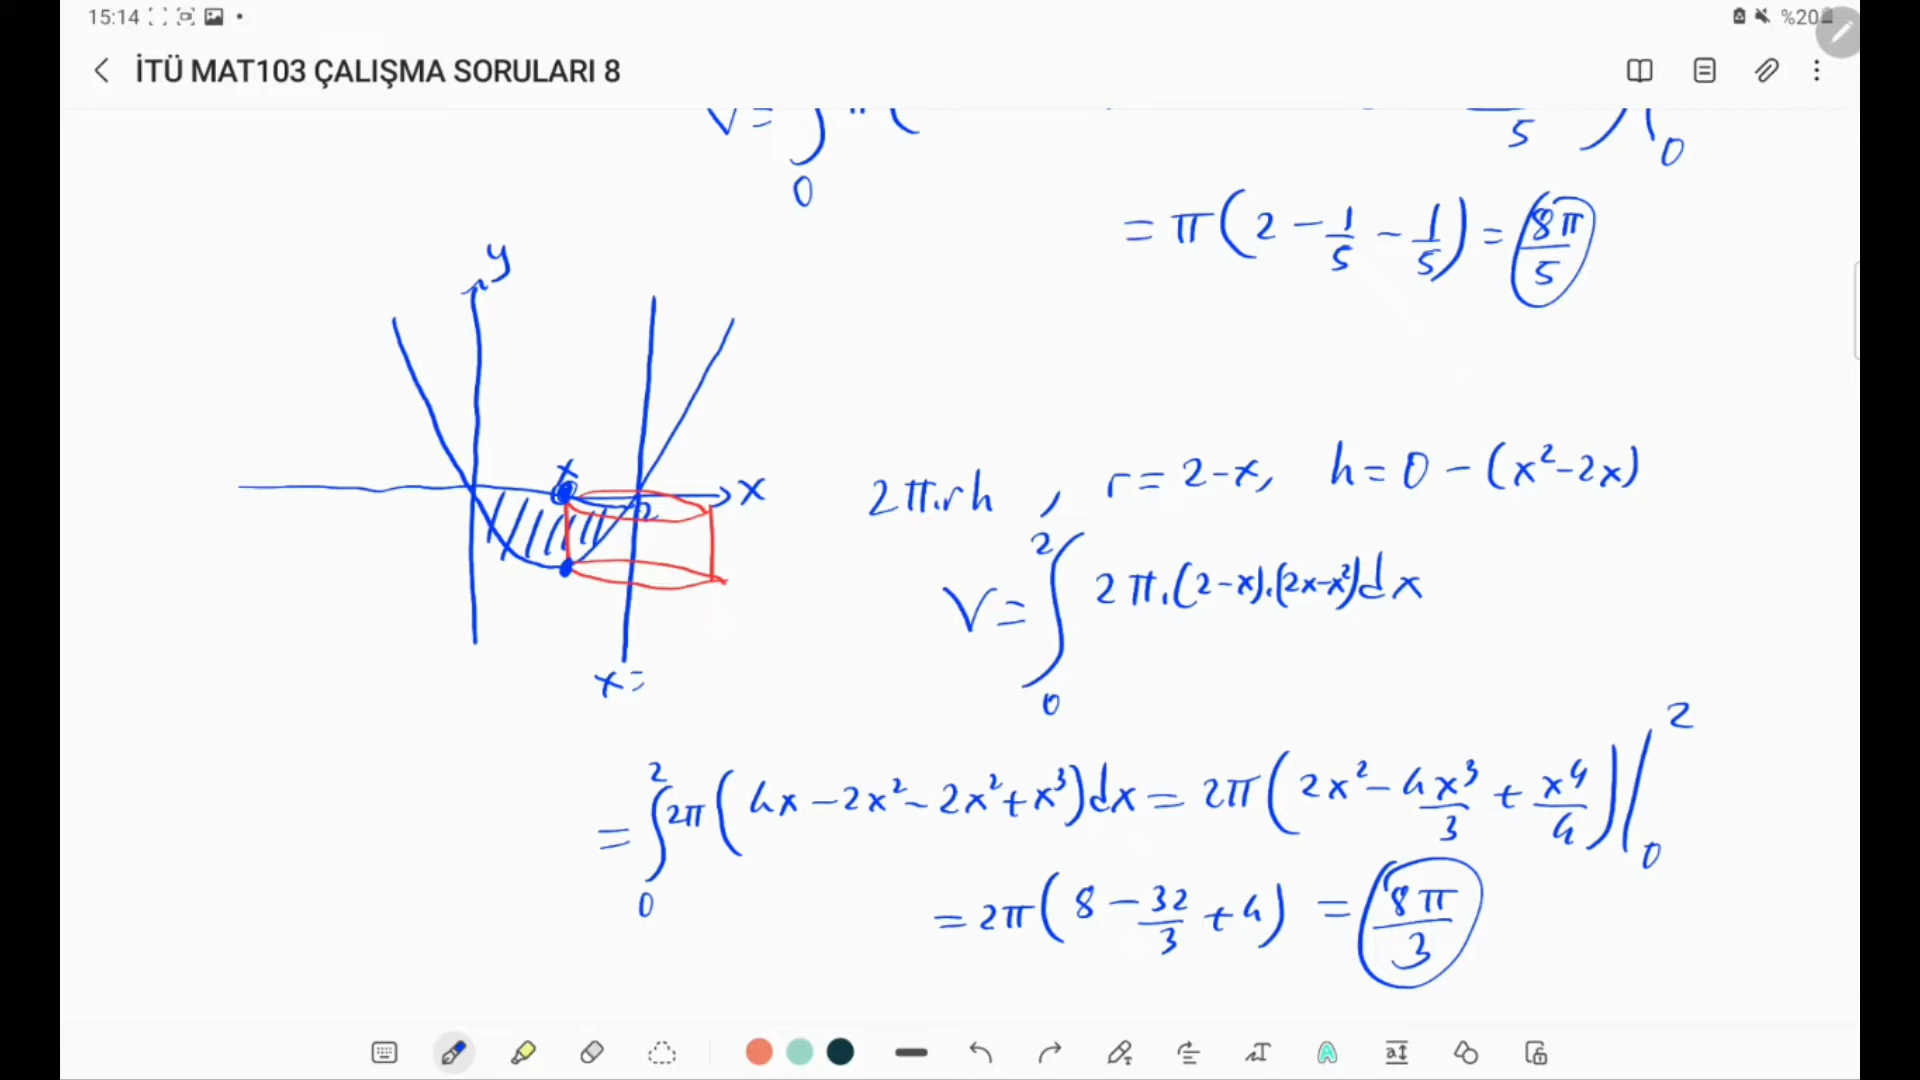 15:14 %20
İTÜ MAT103 ÇALIŞMA SORULARI 8
V = ∫
0
5
0
= π(2 - 1/5 - 1/5) = 8π/5
y
x
x
2
x =
2π.rh , r = 2-x, h = 0 - (x²-2x)
V = ∫₀² 2π.(2-x).(2x-x²)dx
= ∫₀² 2π(4x - 2x² - 2x² + x³)dx = 2π(2x² - 4x³/3 + x⁴/4)|₀²
= 2π(8 - 32/3 + 4) = 8π/3